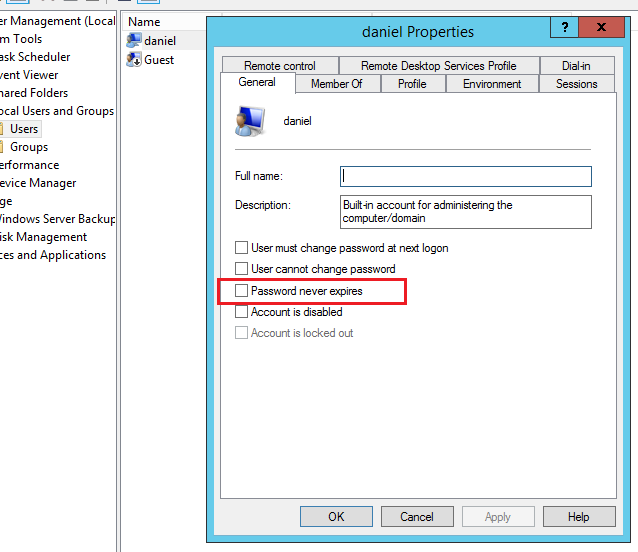 er Management (Local
m Tools
ask Scheduler
vent Viewer
hared Folders
ocal Users and Groups
Users
Groups
erformance
evice Manager
ge
Windows Server Backup
isk Management
ces and Applications
Name
daniel
Guest
daniel Properties
?
x
Remote control
Remote Desktop Services Profile
Dial-in
General
Member Of
Profile
Environment
Sessions
daniel
Full name:
Description:
Built-in account for administering the
computer/domain
User must change password at next logon
User cannot change password
Password never expires
Account is disabled
Account is locked out
OK
Cancel
Apply
Help